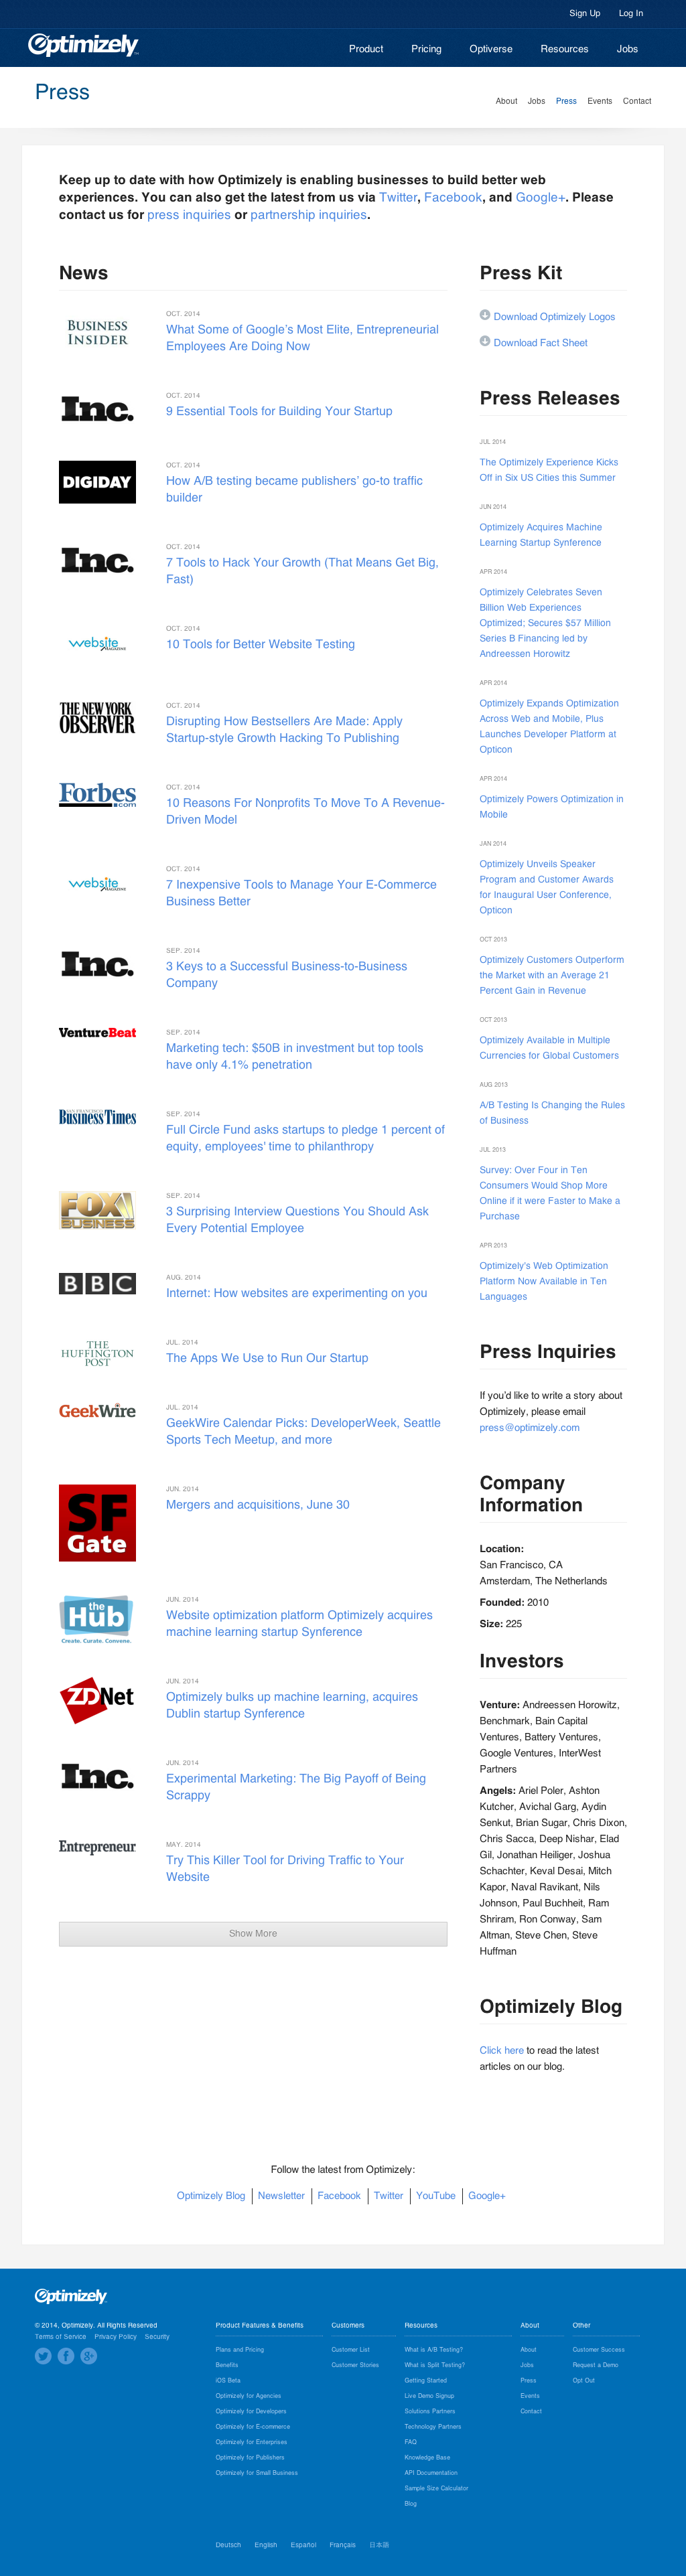 Sign Up Log In
Optimizely
Product Pricing Optiverse Resources Jobs
Press
About Jobs Press Events Contact
Keep up to date with how Optimizely is enabling businesses to build better web
experiences. You can also get the latest from us via Twitter, Facebook, and Google+. Please
contact us for press inquiries or partnership inquiries.
News
BUSINESS
INSIDER
OCT. 2014
What Some of Google's Most Elite, Entrepreneurial
Employees Are Doing Now
Inc.
OCT. 2014
9 Essential Tools for Building Your Startup
DIGIDAY
OCT. 2014
How A/B testing became publishers' go-to traffic
builder
Inc.
OCT. 2014
7 Tools to Hack Your Growth (That Means Get Big,
Fast)
website
MAGAZINE
OCT. 2014
10 Tools for Better Website Testing
THE NEW YORK
OBSERVER
OCT. 2014
Disrupting How Bestsellers Are Made: Apply
Startup-style Growth Hacking To Publishing
Forbes
.com
OCT. 2014
10 Reasons For Nonprofits To Move To A Revenue-
Driven Model
website
MAGAZINE
OCT. 2014
7 Inexpensive Tools to Manage Your E-Commerce
Business Better
Inc.
SEP. 2014
3 Keys to a Successful Business-to-Business
Company
VentureBeat
SEP. 2014
Marketing tech: $50B in investment but top tools
have only 4.1% penetration
SAN FRANCISCO
Business Times
SEP. 2014
Full Circle Fund asks startups to pledge 1 percent of
equity, employees' time to philanthropy
FOX
BUSINESS
SEP. 2014
3 Surprising Interview Questions You Should Ask
Every Potential Employee
BBC
AUG. 2014
Internet: How websites are experimenting on you
THE
HUFFINGTON
POST
JUL. 2014
The Apps We Use to Run Our Startup
GeekWire
JUL. 2014
GeekWire Calendar Picks: DeveloperWeek, Seattle
Sports Tech Meetup, and more
SF
Gate
JUN. 2014
Mergers and acquisitions, June 30
the
Hub
Create. Curate. Convene.
JUN. 2014
Website optimization platform Optimizely acquires
machine learning startup Synference
ZDNet
JUN. 2014
Optimizely bulks up machine learning, acquires
Dublin startup Synference
Inc.
JUN. 2014
Experimental Marketing: The Big Payoff of Being
Scrappy
Entrepreneur
MAY. 2014
Try This Killer Tool for Driving Traffic to Your
Website
Show More
Press Kit
Download Optimizely Logos
Download Fact Sheet
Press Releases
JUL 2014
The Optimizely Experience Kicks
Off in Six US Cities this Summer
JUN 2014
Optimizely Acquires Machine
Learning Startup Synference
APR 2014
Optimizely Celebrates Seven
Billion Web Experiences
Optimized; Secures $57 Million
Series B Financing led by
Andreessen Horowitz
APR 2014
Optimizely Expands Optimization
Across Web and Mobile, Plus
Launches Developer Platform at
Opticon
APR 2014
Optimizely Powers Optimization in
Mobile
JAN 2014
Optimizely Unveils Speaker
Program and Customer Awards
for Inaugural User Conference,
Opticon
OCT 2013
Optimizely Customers Outperform
the Market with an Average 21
Percent Gain in Revenue
OCT 2013
Optimizely Available in Multiple
Currencies for Global Customers
AUG 2013
A/B Testing Is Changing the Rules
of Business
JUL 2013
Survey: Over Four in Ten
Consumers Would Shop More
Online if it were Faster to Make a
Purchase
APR 2013
Optimizely's Web Optimization
Platform Now Available in Ten
Languages
Press Inquiries
If you'd like to write a story about
Optimizely, please email
press@optimizely.com
Company
Information
Location:
San Francisco, CA
Amsterdam, The Netherlands
Founded: 2010
Size: 225
Investors
Venture: Andreessen Horowitz,
Benchmark, Bain Capital
Ventures, Battery Ventures,
Google Ventures, InterWest
Partners
Angels: Ariel Poler, Ashton
Kutcher, Avichal Garg, Aydin
Senkut, Brian Sugar, Chris Dixon,
Chris Sacca, Deep Nishar, Elad
Gil, Jonathan Heiliger, Joshua
Schachter, Keval Desai, Mitch
Kapor, Naval Ravikant, Nils
Johnson, Paul Buchheit, Ram
Shriram, Ron Conway, Sam
Altman, Steve Chen, Steve
Huffman
Optimizely Blog
Click here to read the latest
articles on our blog.
Follow the latest from Optimizely:
Optimizely Blog Newsletter Facebook Twitter YouTube Google+
Optimizely
© 2014, Optimizely. All Rights Reserved
Terms of Service Privacy Policy Security
Product Features & Benefits
Plans and Pricing
Benefits
iOS Beta
Optimizely for Agencies
Optimizely for Developers
Optimizely for E-commerce
Optimizely for Enterprises
Optimizely for Publishers
Optimizely for Small Business
Customers
Customer List
Customer Stories
Resources
What is A/B Testing?
What is Split Testing?
Getting Started
Live Demo Signup
Solutions Partners
Technology Partners
FAQ
Knowledge Base
API Documentation
Sample Size Calculator
Blog
About
About
Jobs
Press
Events
Contact
Other
Customer Success
Request a Demo
Opt Out
Deutsch English Español Français 日本語